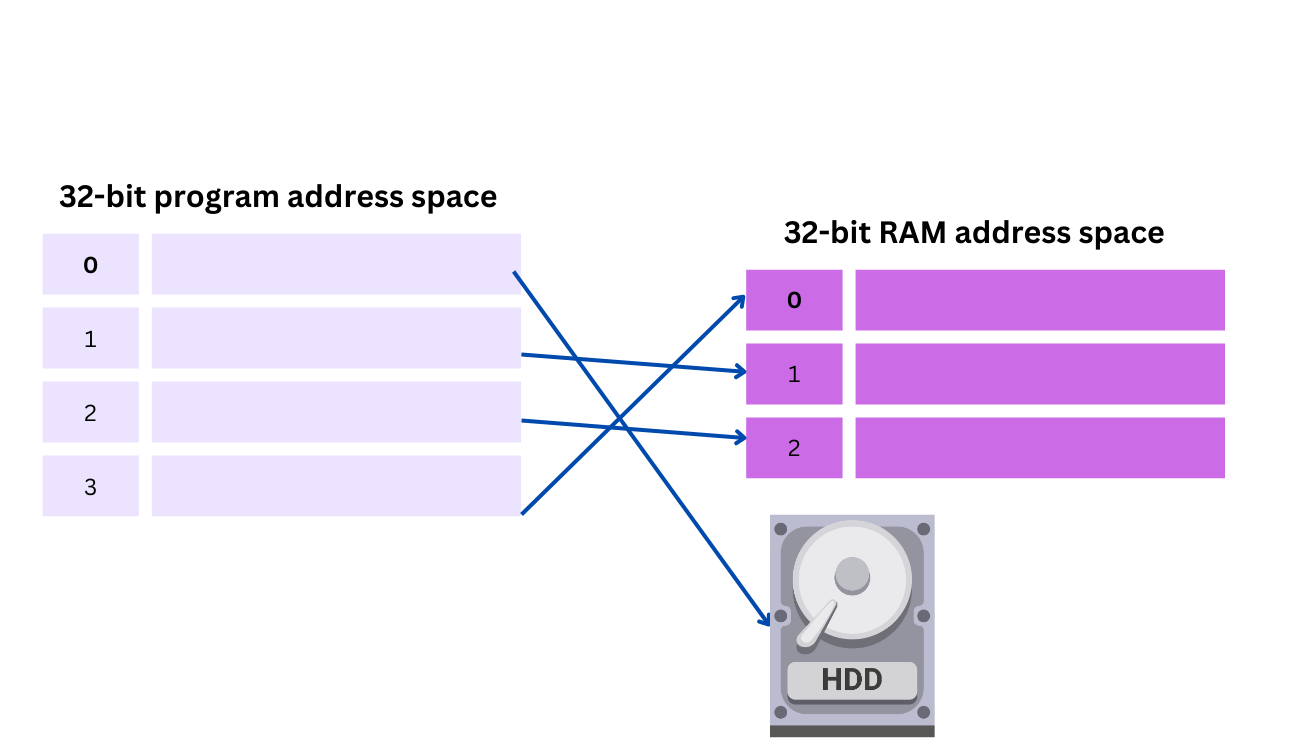 32-bit program address space
0
1
2
3
32-bit RAM address space
0
1
2
HDD